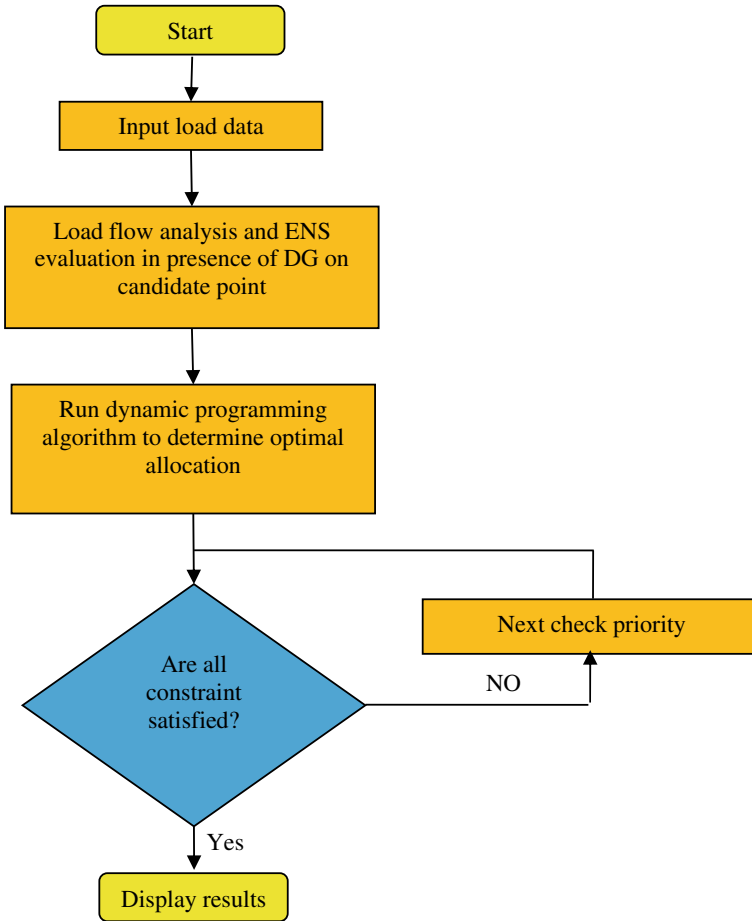 Start
Input load data
Load flow analysis and ENS
evaluation in presence of DG on
candidate point
Run dynamic programming
algorithm to determine optimal
allocation
Next check priority
Are all
constraint
satisfied?
NO
Yes
Display results